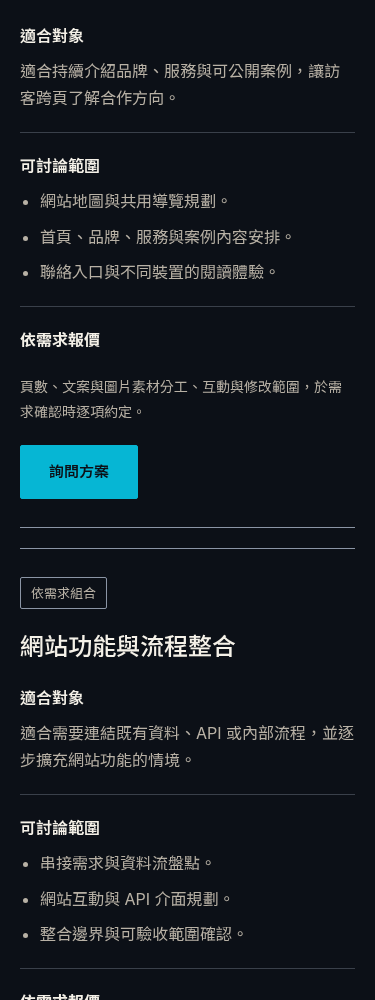 適合對象
適合持續介紹品牌、服務與可公開案例，讓訪
客跨頁了解合作方向。
可討論範圍
• 網站地圖與共用導覽規劃。
• 首頁、品牌、服務與案例內容安排。
• 聯絡入口與不同裝置的閱讀體驗。
依需求報價
頁數、文案與圖片素材分工、互動與修改範圍，於需
求確認時逐項約定。
詢問方案
依需求組合
網站功能與流程整合
適合對象
適合需要連結既有資料、API 或內部流程，並逐
步擴充網站功能的情境。
可討論範圍
• 串接需求與資料流盤點。
• 網站互動與 API 介面規劃。
• 整合邊界與可驗收範圍確認。
依需求報價